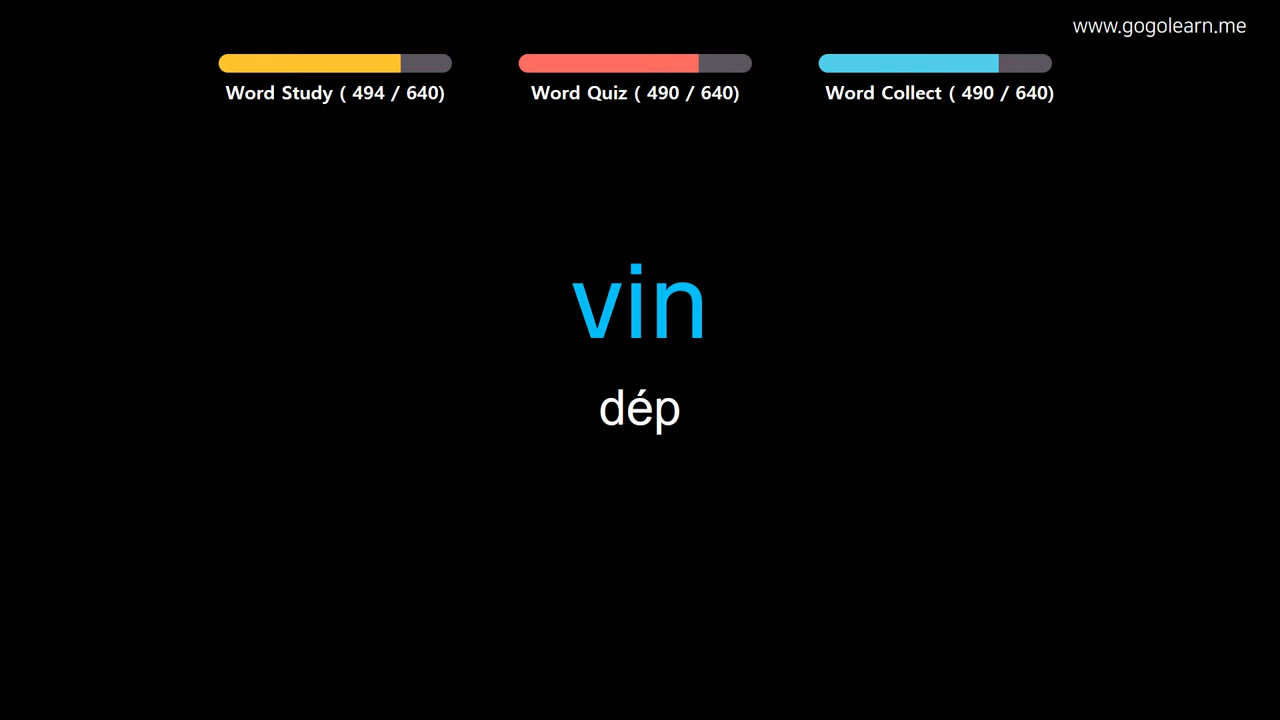 www.gogolearn.me
Word Study ( 494 / 640)
Word Quiz ( 490 / 640)
Word Collect ( 490 / 640)
vin
dép